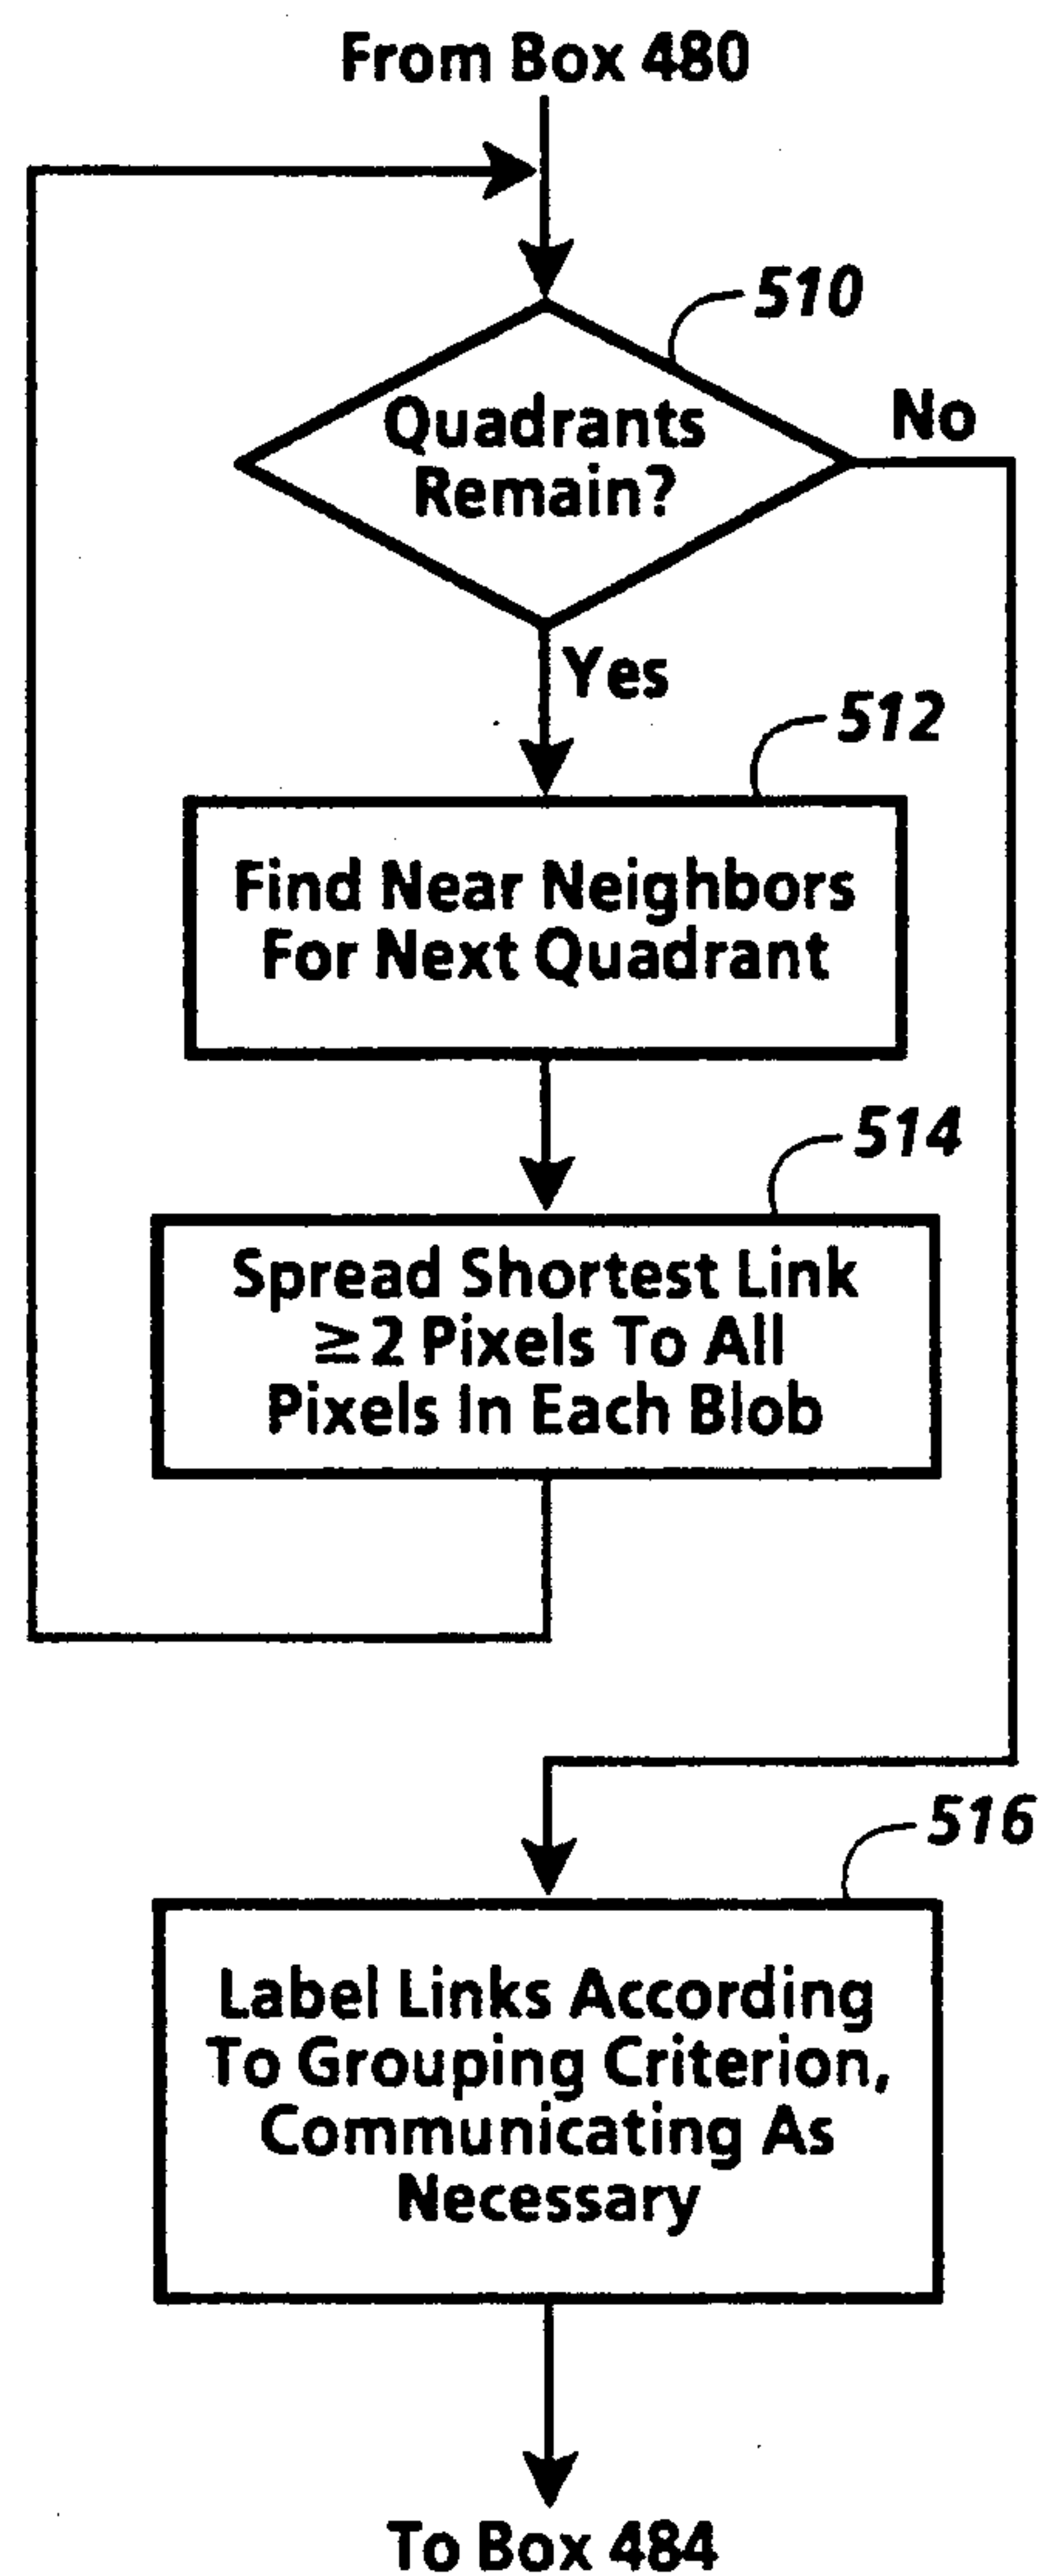 From Box 480
510
Quadrants
Remain?
No
Yes
512
Find Near Neighbors
For Next Quadrant
514
Spread Shortest Link
≥2 Pixels To All
Pixels In Each Blob
516
Label Links According
To Grouping Criterion,
Communicating As
Necessary
To Box 484